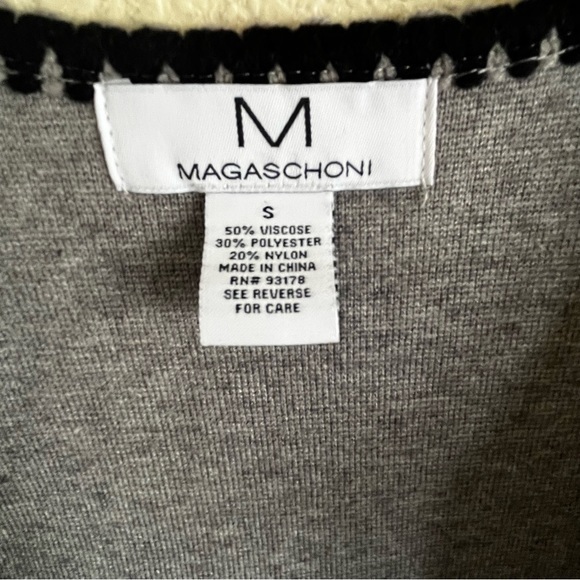 M
MAGASCHONI
S
50% VISCOSE
30% POLYESTER
20% NYLON
MADE IN CHINA
RN# 93178
SEE REVERSE
FOR CARE